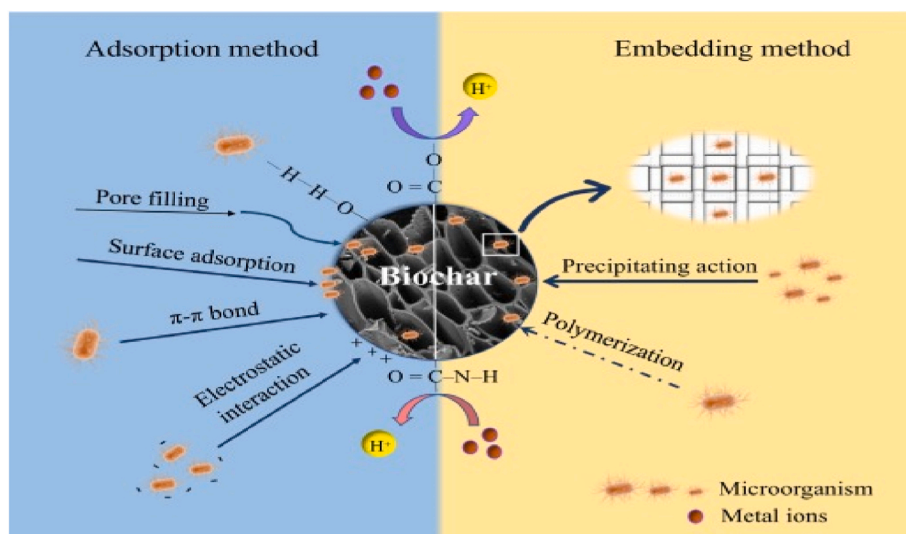 Adsorption method
Embedding method
H⁺
O
O = C
H–H–O
Pore filling
Surface adsorption
π-π bond
Electrostatic
interaction
Biochar
+ + +
Precipitating action
Polymerization
O = C–N–H
H⁺
Microorganism
Metal ions